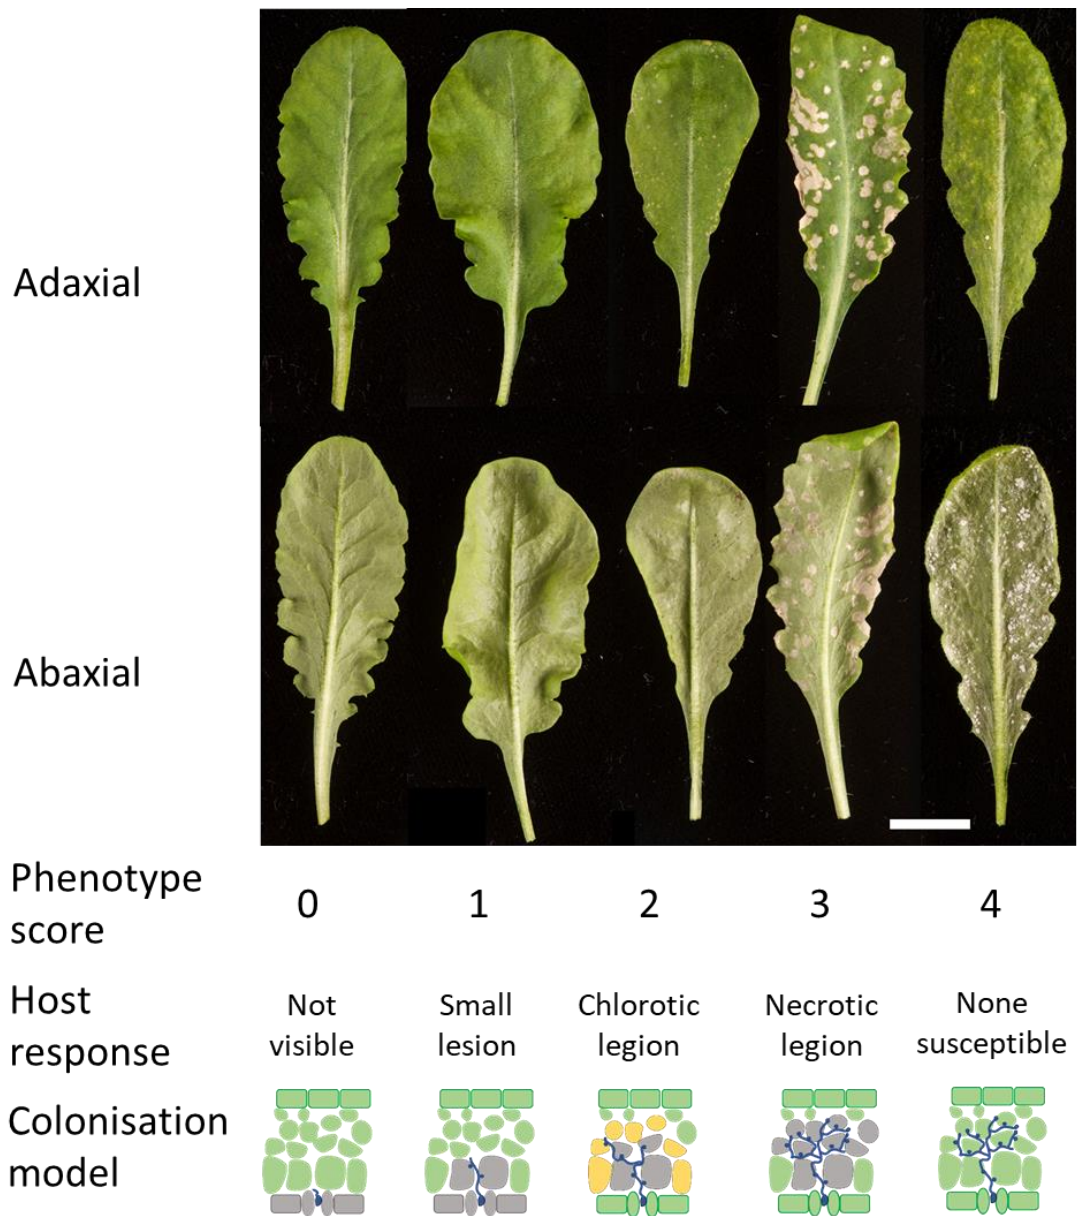 Adaxial
Abaxial
Phenotype
score
0 1 2 3 4
Host
response
Not
visible
Small
lesion
Chlorotic
legion
Necrotic
legion
None
susceptible
Colonisation
model